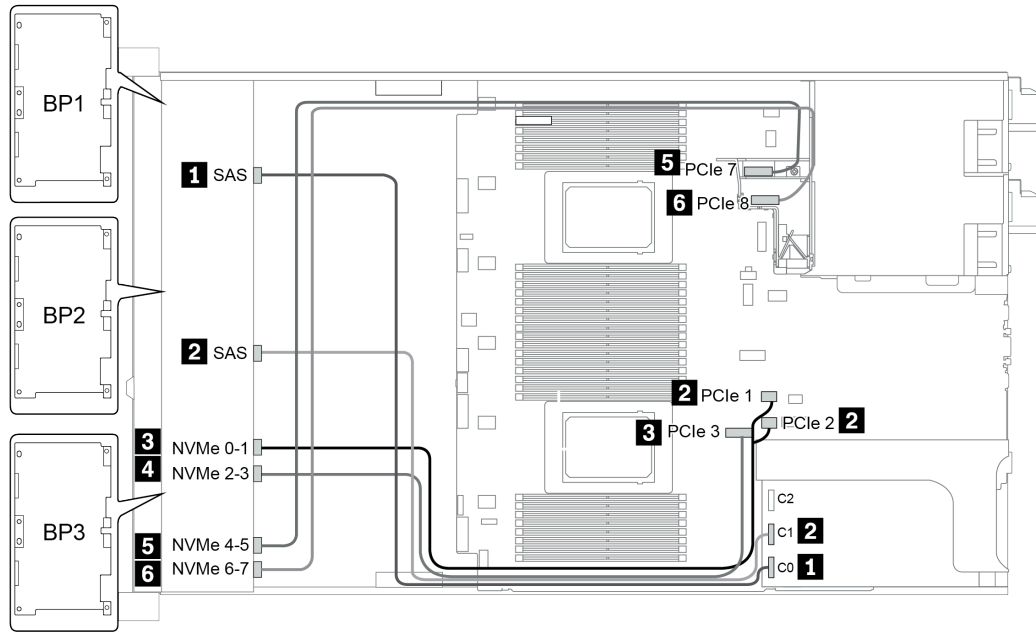 BP1
1 SAS
5 PCIe 7
6 PCIe 8
BP2
2 SAS
2 PCIe 1
PCIe 2 2
3 PCIe 3
3 NVMe 0-1
4 NVMe 2-3
BP3
C2
C1 2
5 NVMe 4-5
6 NVMe 6-7
C0 1